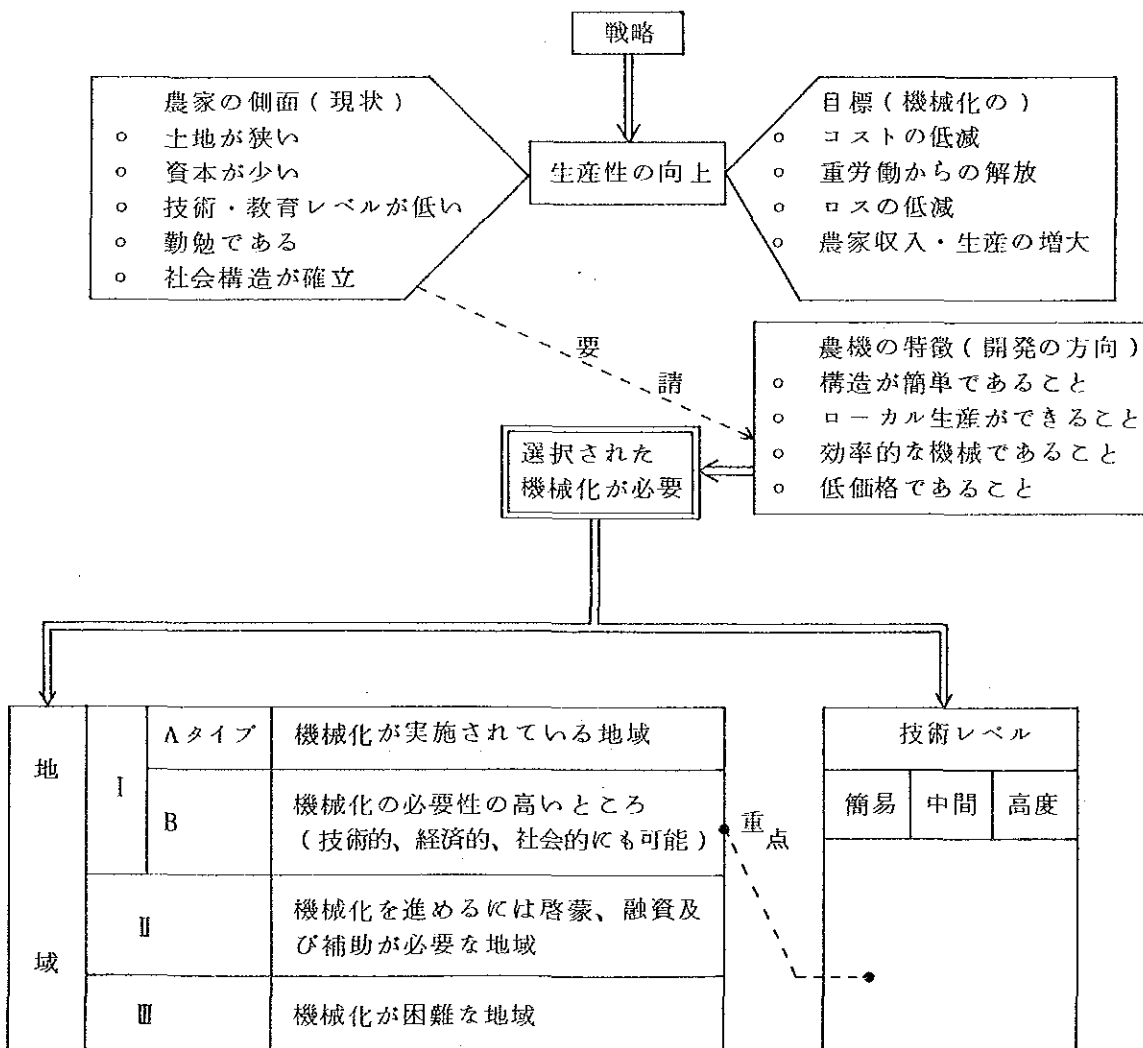 戦略
農家の側面(現状)
○ 土地が狭い
○ 資本が少い
○ 技術・教育レベルが低い
○ 勤勉である
○ 社会構造が確立
生産性の向上
目標(機械化の)
○ コストの低減
○ 重労働からの解放
○ ロスの低減
○ 農家収入・生産の増大
要
請
農機の特徴(開発の方向)
○ 構造が簡単であること
○ ローカル生産ができること
○ 効率的な機械であること
○ 低価格であること
選択された
機械化が必要
地
域
Ⅰ
Aタイプ
機械化が実施されている地域
B
機械化の必要性の高いところ
(技術的、経済的、社会的にも可能)
Ⅱ
機械化を進めるには啓蒙、融資及
び補助が必要な地域
Ⅲ
機械化が困難な地域
重
点
技術レベル
簡易 中間 高度